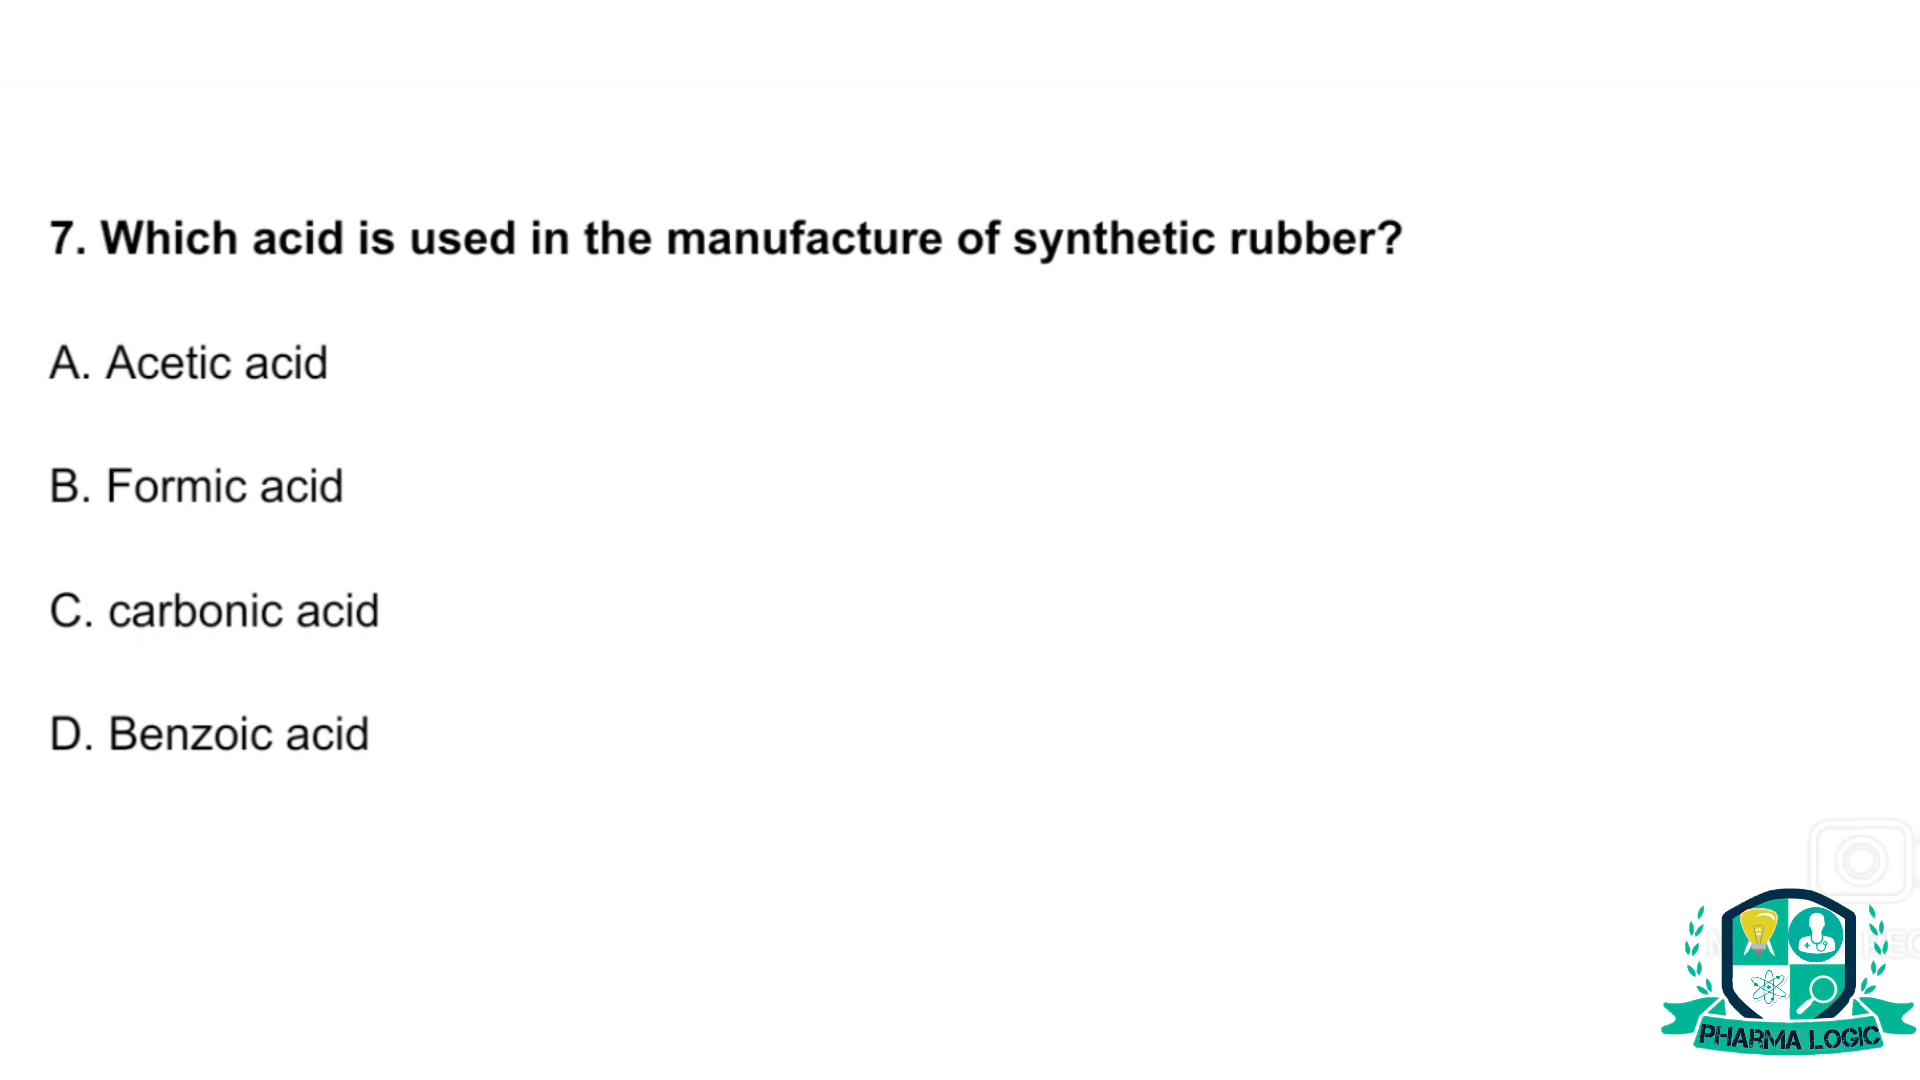 7. Which acid is used in the manufacture of synthetic rubber?
A. Acetic acid
B. Formic acid
C. carbonic acid
D. Benzoic acid
PHARMA LOGIC